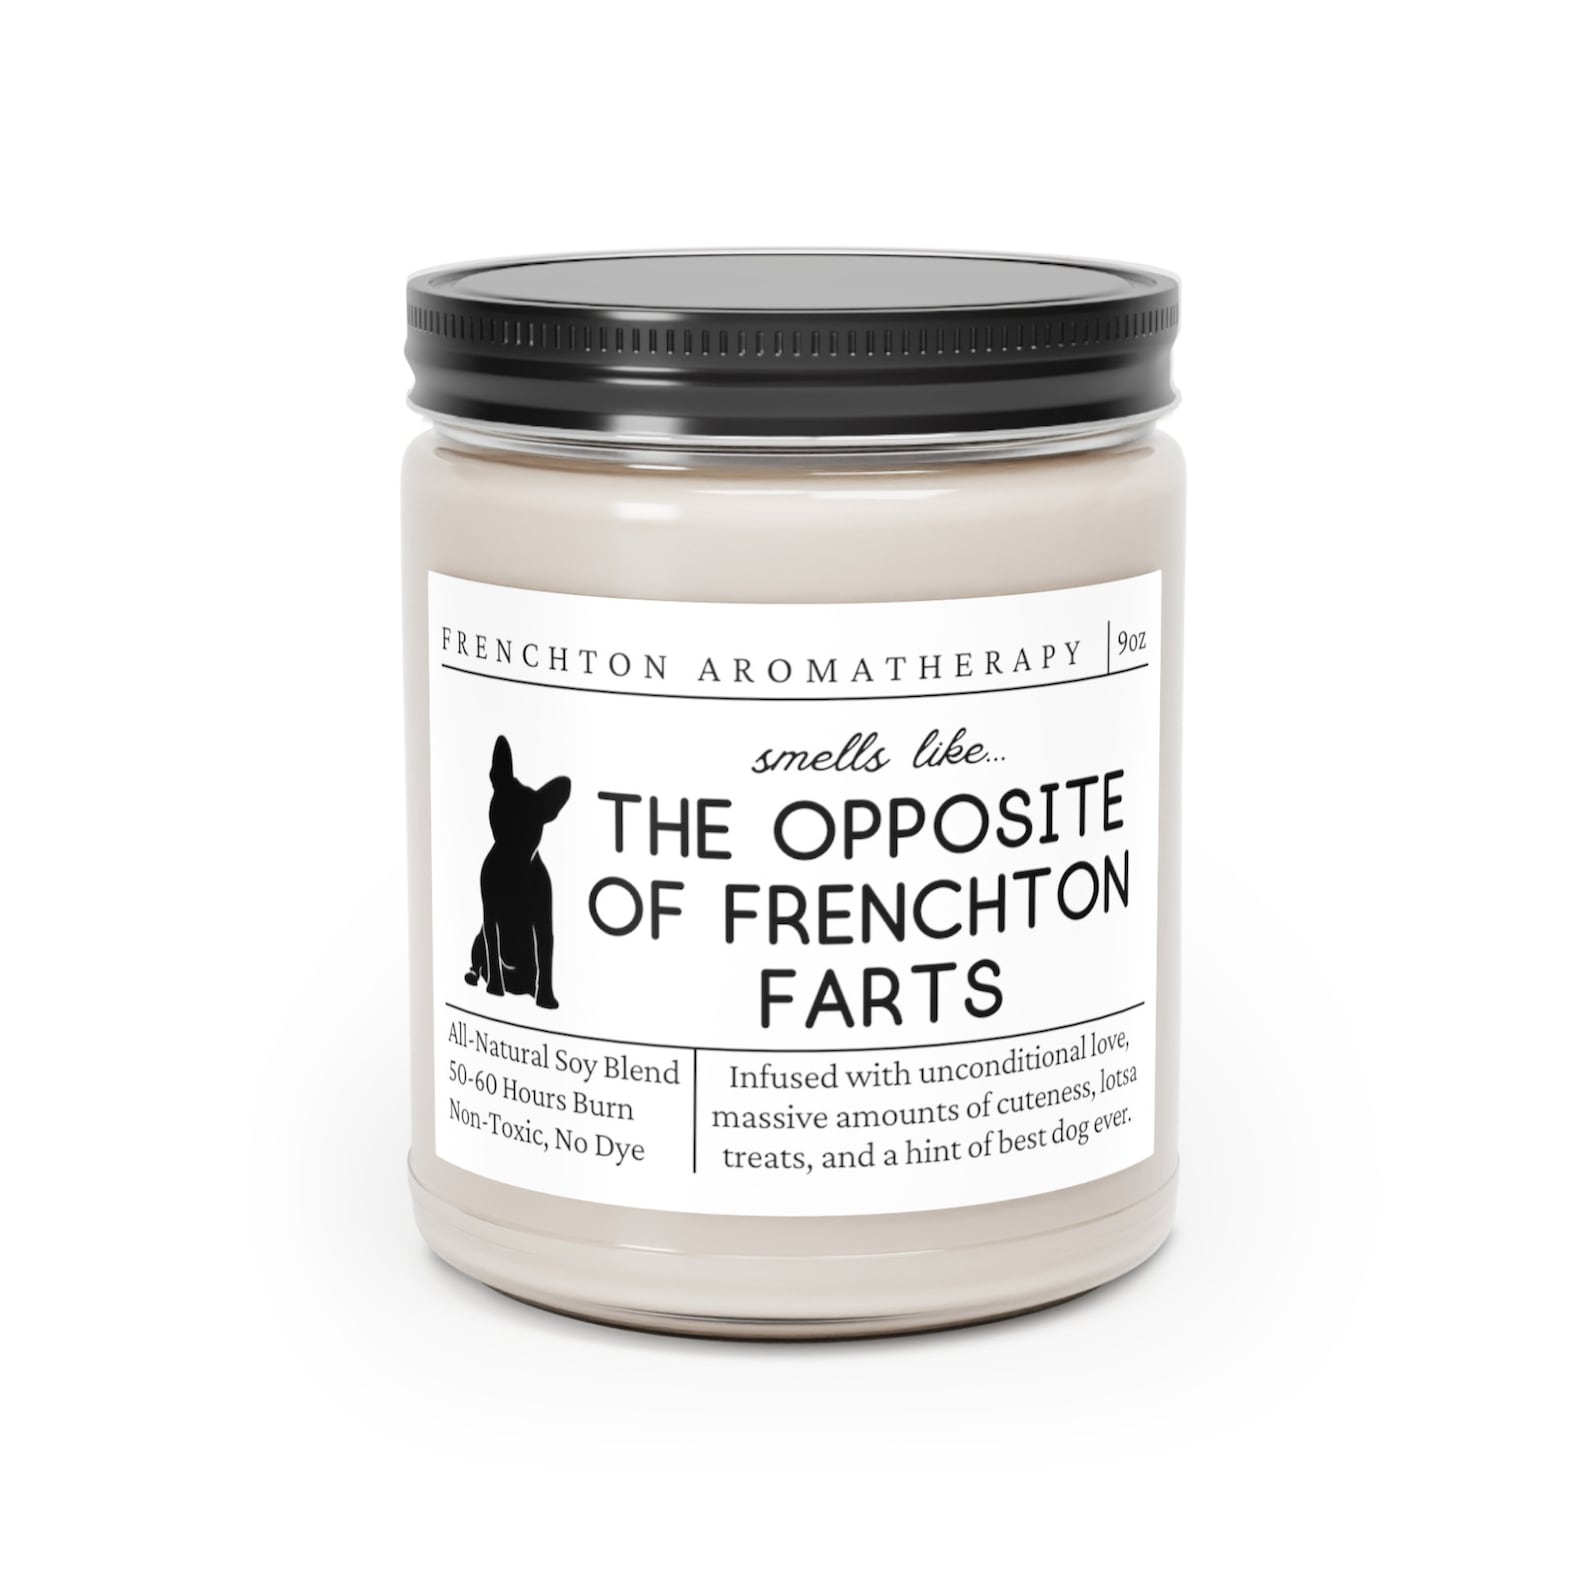 FRENCHTON AROMATHERAPY
9oz
smells like...
THE OPPOSITE
OF FRENCHTON
FARTS
All-Natural Soy Blend
50-60 Hours Burn
Non-Toxic, No Dye
Infused with unconditional love,
massive amounts of cuteness, lotsa
treats, and a hint of best dog ever.